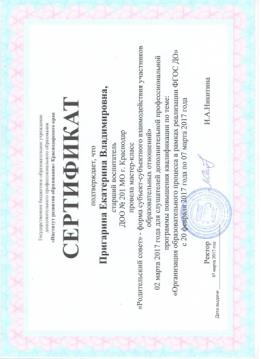 Государственное бюджетное образовательное учреждение
дополнительного профессионального образования
«Институт развития образования» Краснодарского края
СЕРТИФИКАТ
подтверждает, что
Пригарина Екатерина Владимировна,
старший воспитатель
ДОО № 201 МО г. Краснодар
провела мастер-класс
«Родительский совет» - форма субъект-субъектного взаимодействия участников
образовательных отношений»
02 марта 2017 года для слушателей дополнительной профессиональной
программы повышения квалификации по теме:
«Организация образовательного процесса в рамках реализации ФГОС ДО»
с 20 февраля 2017 года по 07 марта 2017 года
Ректор И.А.Никитина
Дата выдачи 07 марта 2017 года